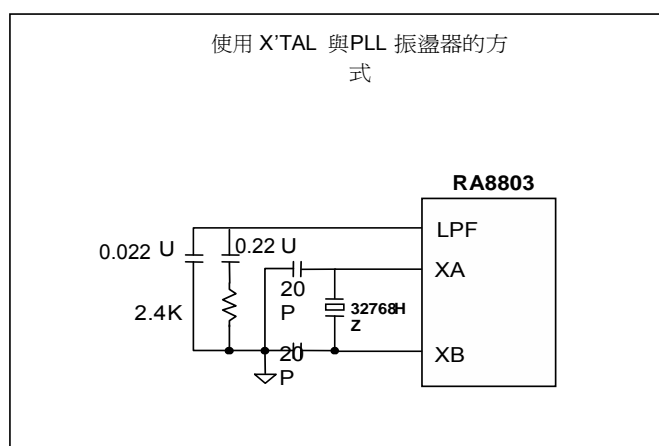 使用 X'TAL 與PLL 振盪器的方
式
RA8803
LPF
0.022 U
0.22 U
XA
20
P
2.4K
32768H
Z
20
P
XB